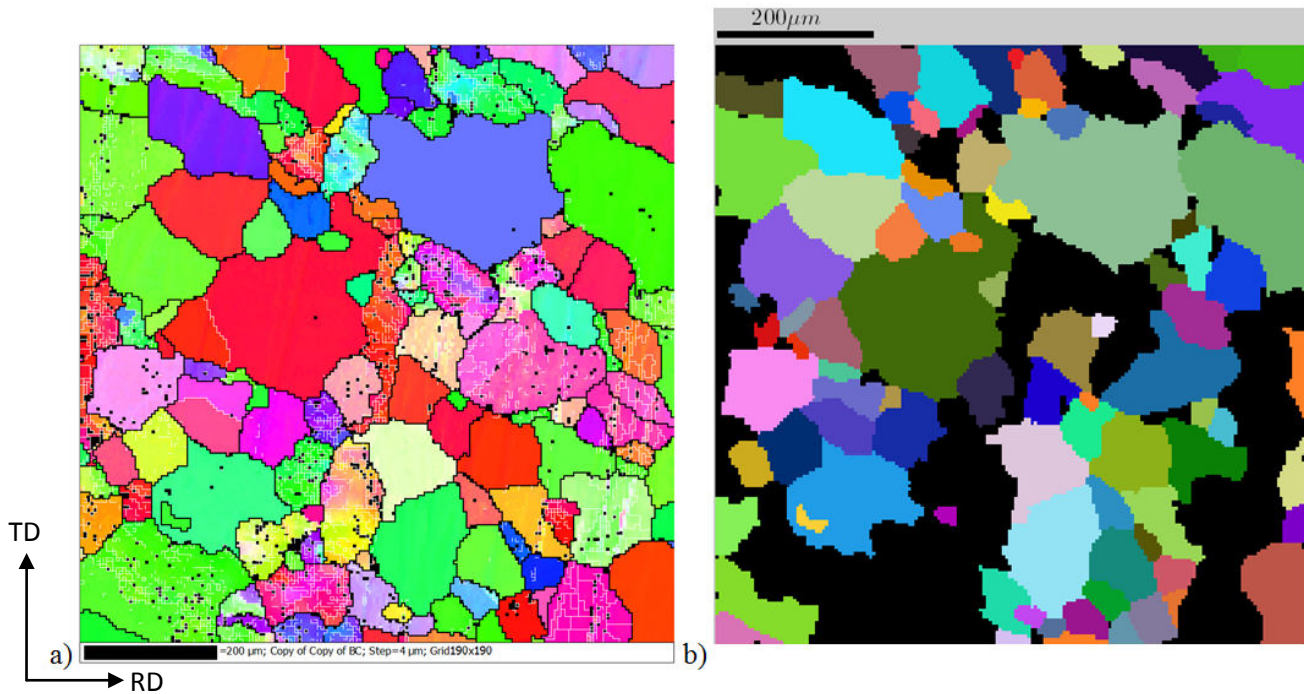 200μm
TD
a)
=200 µm; Copy of Copy of BC; Step=4 µm; Grid190x190
b)
RD